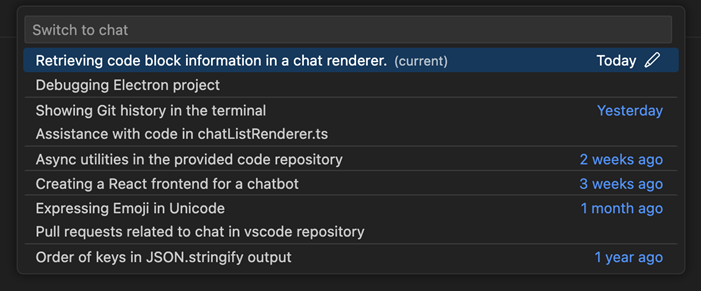 Switch to chat
Retrieving code block information in a chat renderer. (current) Today
Debugging Electron project
Showing Git history in the terminal Yesterday
Assistance with code in chatListRenderer.ts
Async utilities in the provided code repository 2 weeks ago
Creating a React frontend for a chatbot 3 weeks ago
Expressing Emoji in Unicode 1 month ago
Pull requests related to chat in vscode repository
Order of keys in JSON.stringify output 1 year ago